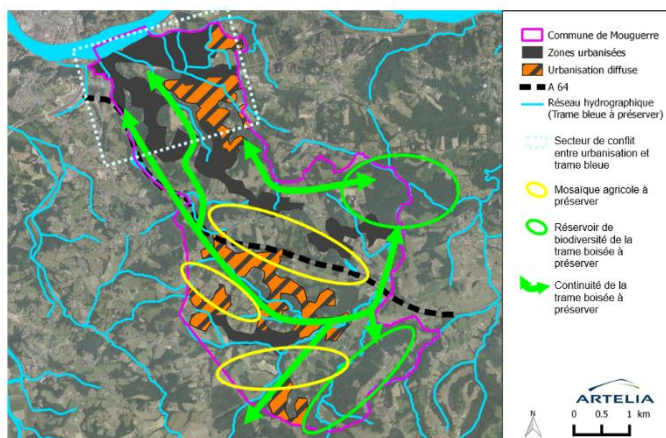 Commune de Mouguerre
Zones urbanisées
Urbanisation diffuse
A 64
Réseau hydrographique
(Trame bleue à préserver)
Secteur de conflit
entre urbanisation et
trame bleue
Mosaïque agricole à
préserver
Réservoir de
biodiversité de la
trame boisée à
préserver
Continuité de la
trame boisée à
préserver
ARTELIA
N
0 0.5 1 km